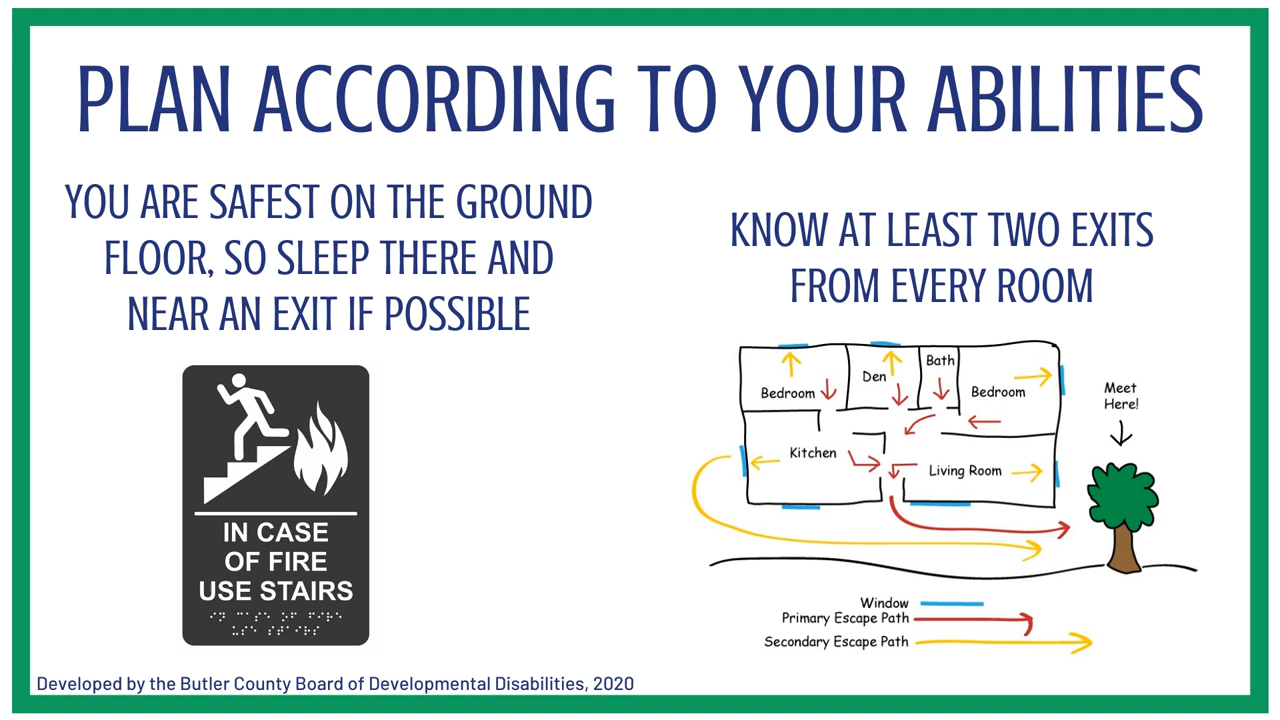 PLAN ACCORDING TO YOUR ABILITIES
YOU ARE SAFEST ON THE GROUND
FLOOR, SO SLEEP THERE AND
NEAR AN EXIT IF POSSIBLE
IN CASE
OF FIRE
USE STAIRS
KNOW AT LEAST TWO EXITS
FROM EVERY ROOM
Bedroom
Den
Bath
Bedroom
Kitchen
Living Room
Meet
Here!
Window
Primary Escape Path
Secondary Escape Path
Developed by the Butler County Board of Developmental Disabilities, 2020